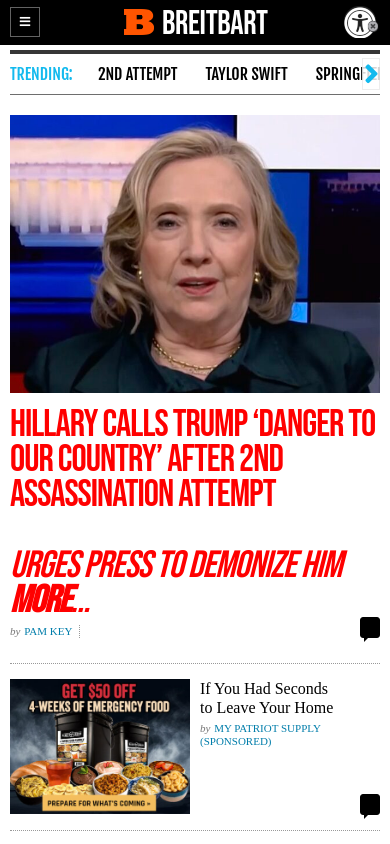 B BREITBART
TRENDING: 2ND ATTEMPT TAYLOR SWIFT
HILLARY CALLS TRUMP ‘DANGER TO
OUR COUNTRY’ AFTER 2ND
ASSASSINATION ATTEMPT
URGES PRESS TO DEMONIZE HIM
MORE...
by PAM KEY
GET $50 OFF
4-WEEKS OF EMERGENCY FOOD
PREPARE FOR WHAT'S COMING »
If You Had Seconds
to Leave Your Home
by MY PATRIOT SUPPLY
(SPONSORED)